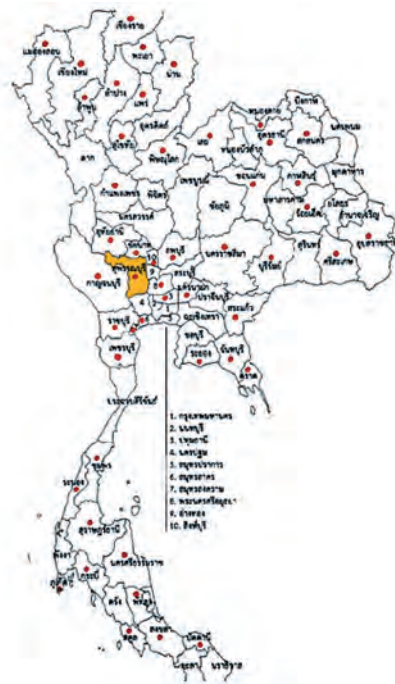 เชียงราย
แม่ฮ่องสอน
พะเยา
เชียงใหม่
น่าน
ลำปาง
ลำพูน
แพร่
อุตรดิตถ์
สุโขทัย
ตาก
พิษณุโลก
เลย
หนองคาย
บึงกาฬ
อุดรธานี
หนองบัวลำภู
สกลนคร
นครพนม
เพชรบูรณ์
ขอนแก่น
กาฬสินธุ์
มุกดาหาร
กำแพงเพชร
พิจิตร
ชัยภูมิ
มหาสารคาม
ร้อยเอ็ด
ยโสธร
อำนาจเจริญ
นครสวรรค์
อุทัยธานี
ชัยนาท
ลพบุรี
นครราชสีมา
บุรีรัมย์
สุรินทร์
ศรีสะเกษ
อุบลราชธานี
สุพรรณบุรี
สระบุรี
กาญจนบุรี
นครนายก
ปราจีนบุรี
สระแก้ว
ราชบุรี
ฉะเชิงเทรา
ชลบุรี
เพชรบุรี
ระยอง
จันทบุรี
ตราด
ประจวบคีรีขันธ์
1. กรุงเทพมหานคร
2. นนทบุรี
3. ปทุมธานี
4. นครปฐม
5. สมุทรปราการ
6. สมุทรสาคร
7. สมุทรสงคราม
8. พระนครศรีอยุธยา
9. อ่างทอง
10. สิงห์บุรี
ชุมพร
ระนอง
สุราษฎร์ธานี
พังงา
ภูเก็ต
กระบี่
นครศรีธรรมราช
ตรัง
พัทลุง
สตูล
สงขลา
ปัตตานี
ยะลา
นราธิวาส